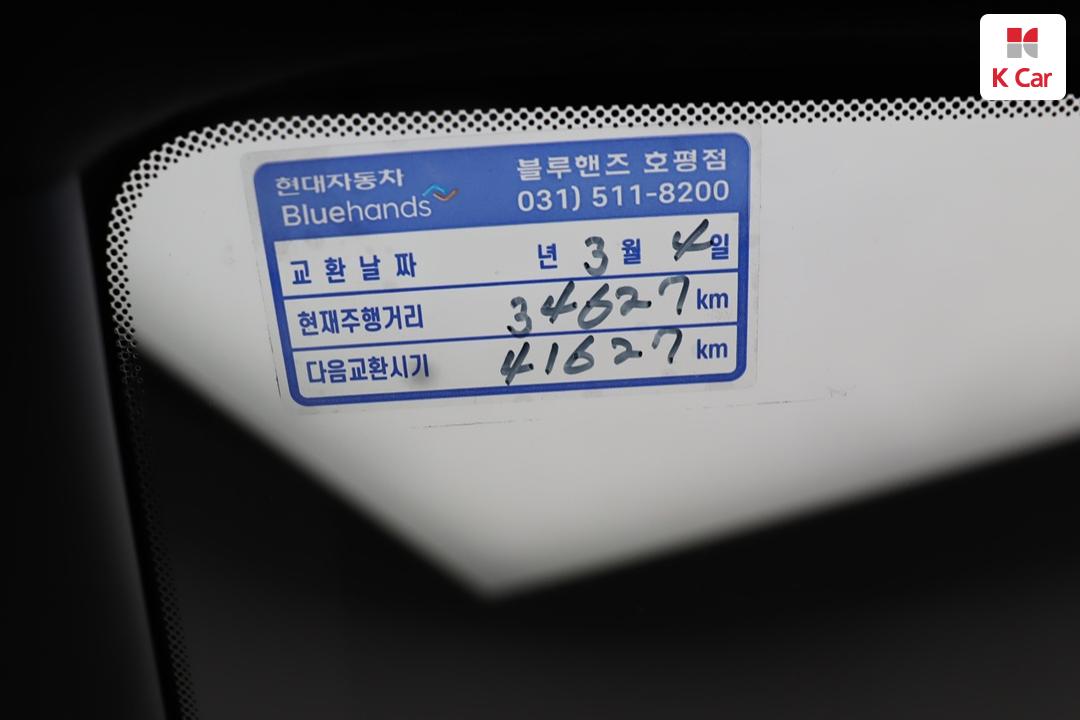 K Car
현대자동차
Bluehands
블루핸즈 호평점
031) 511-8200
교환날짜 년 3월 4일
현재주행거리 34627 km
다음교환시기 41627 km